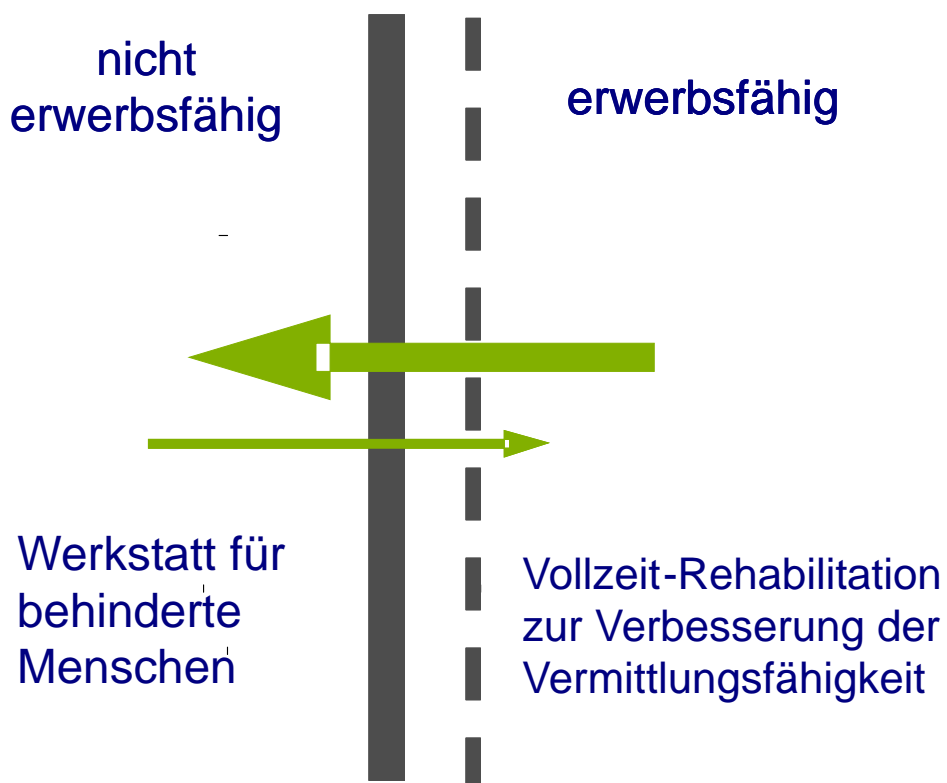 nicht
erwerbsfähig
erwerbsfähig
Werkstatt für
behinderte
Menschen
Vollzeit-Rehabilitation
zur Verbesserung der
Vermittlungsfähigkeit